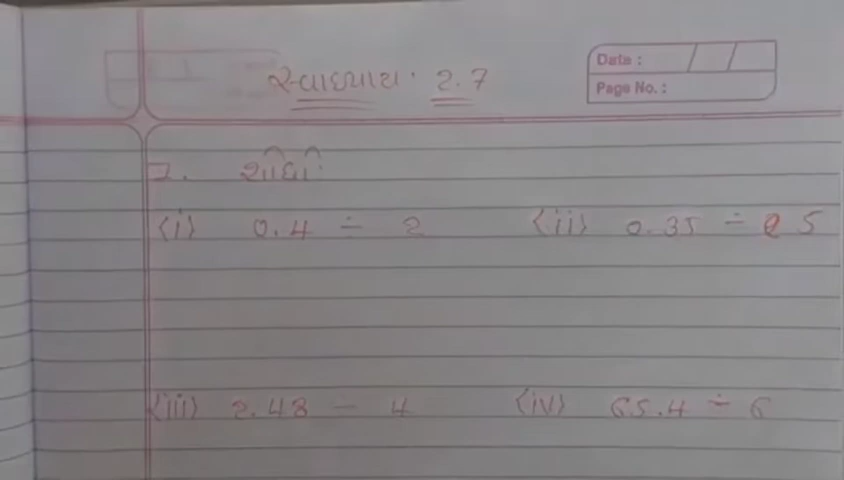 સ્વાધ્યાય. 2.7
Date :
Page No. :
1. શોધો:
(i) 0.4 ÷ 2 (ii) 0.35 ÷ 5
(iii) 2.48 ÷ 4 (iv) 65.4 ÷ 6